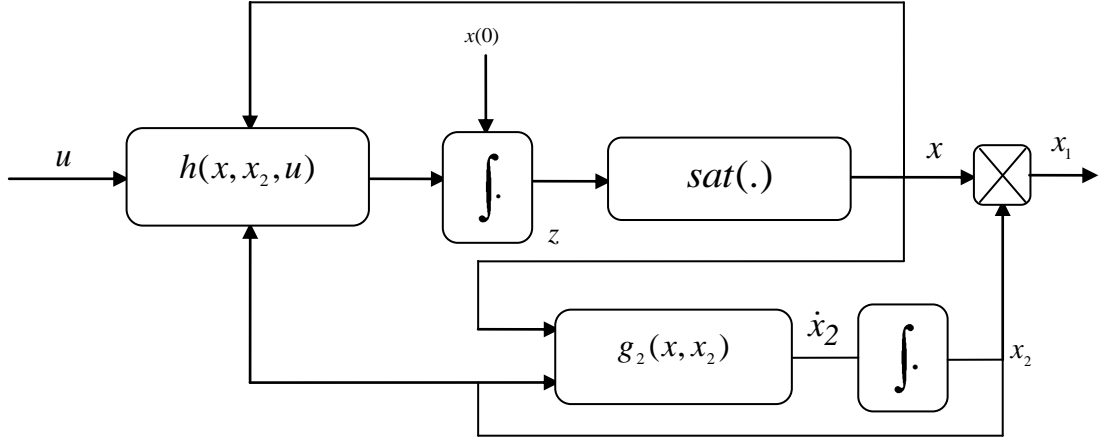 x(0)
u
h(x, x₂, u)
∫.
z
sat(.)
x
x₁
g₂(x, x₂)
ẋ₂
∫.
x₂